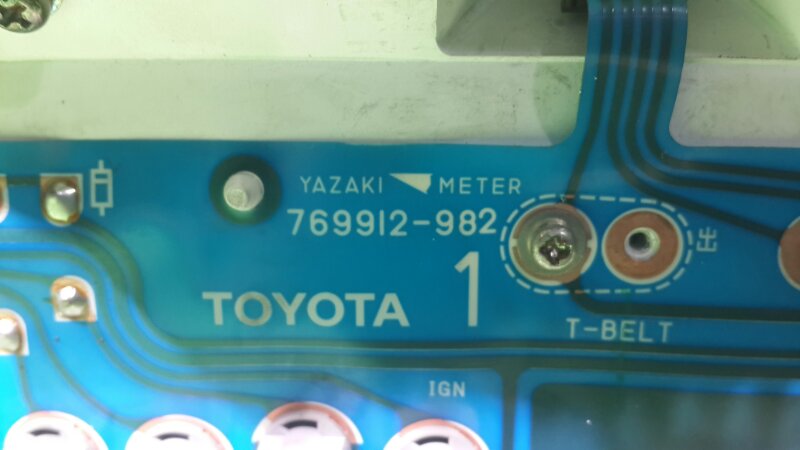 YAZAKI METER
769912-982
TOYOTA 1
出
T-BELT
IGN